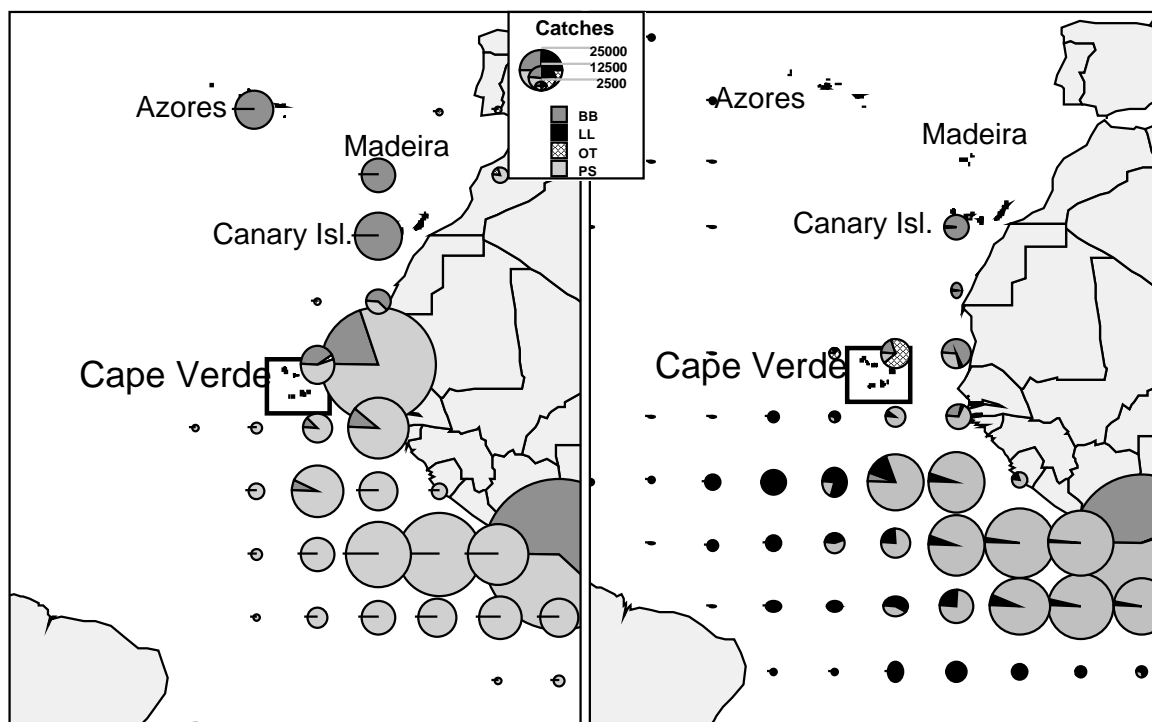 Catches
25000
12500
2500
BB
LL
OT
PS
Azores
Madeira
Canary Isl.
Cape Verde
Azores
Madeira
Canary Isl.
Cape Verde